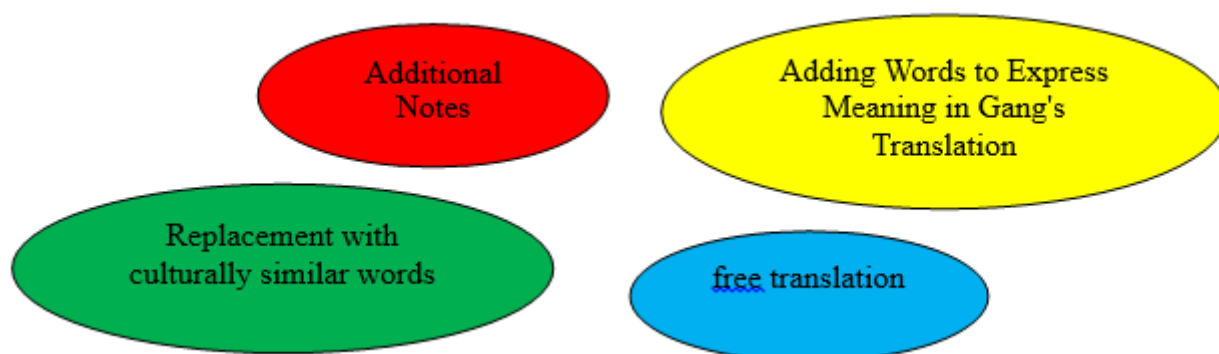 Additional
Notes
Adding Words to Express
Meaning in Gang's
Translation
Replacement with
culturally similar words
free translation